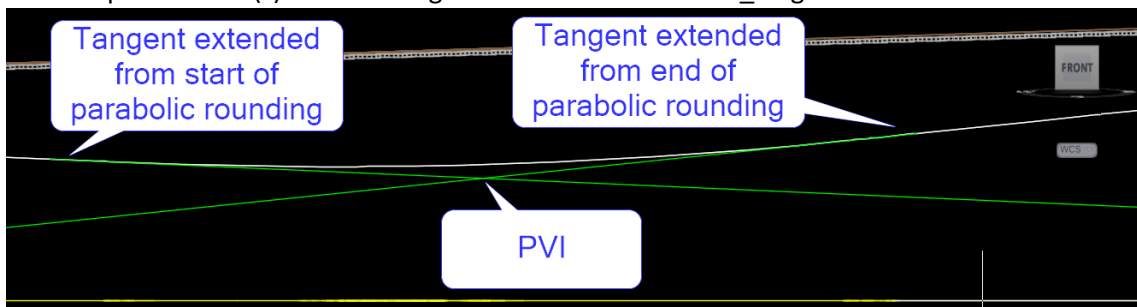 Tangent extended
from start of
parabolic rounding
Tangent extended
from end of
parabolic rounding
FRONT
WCS
PVI